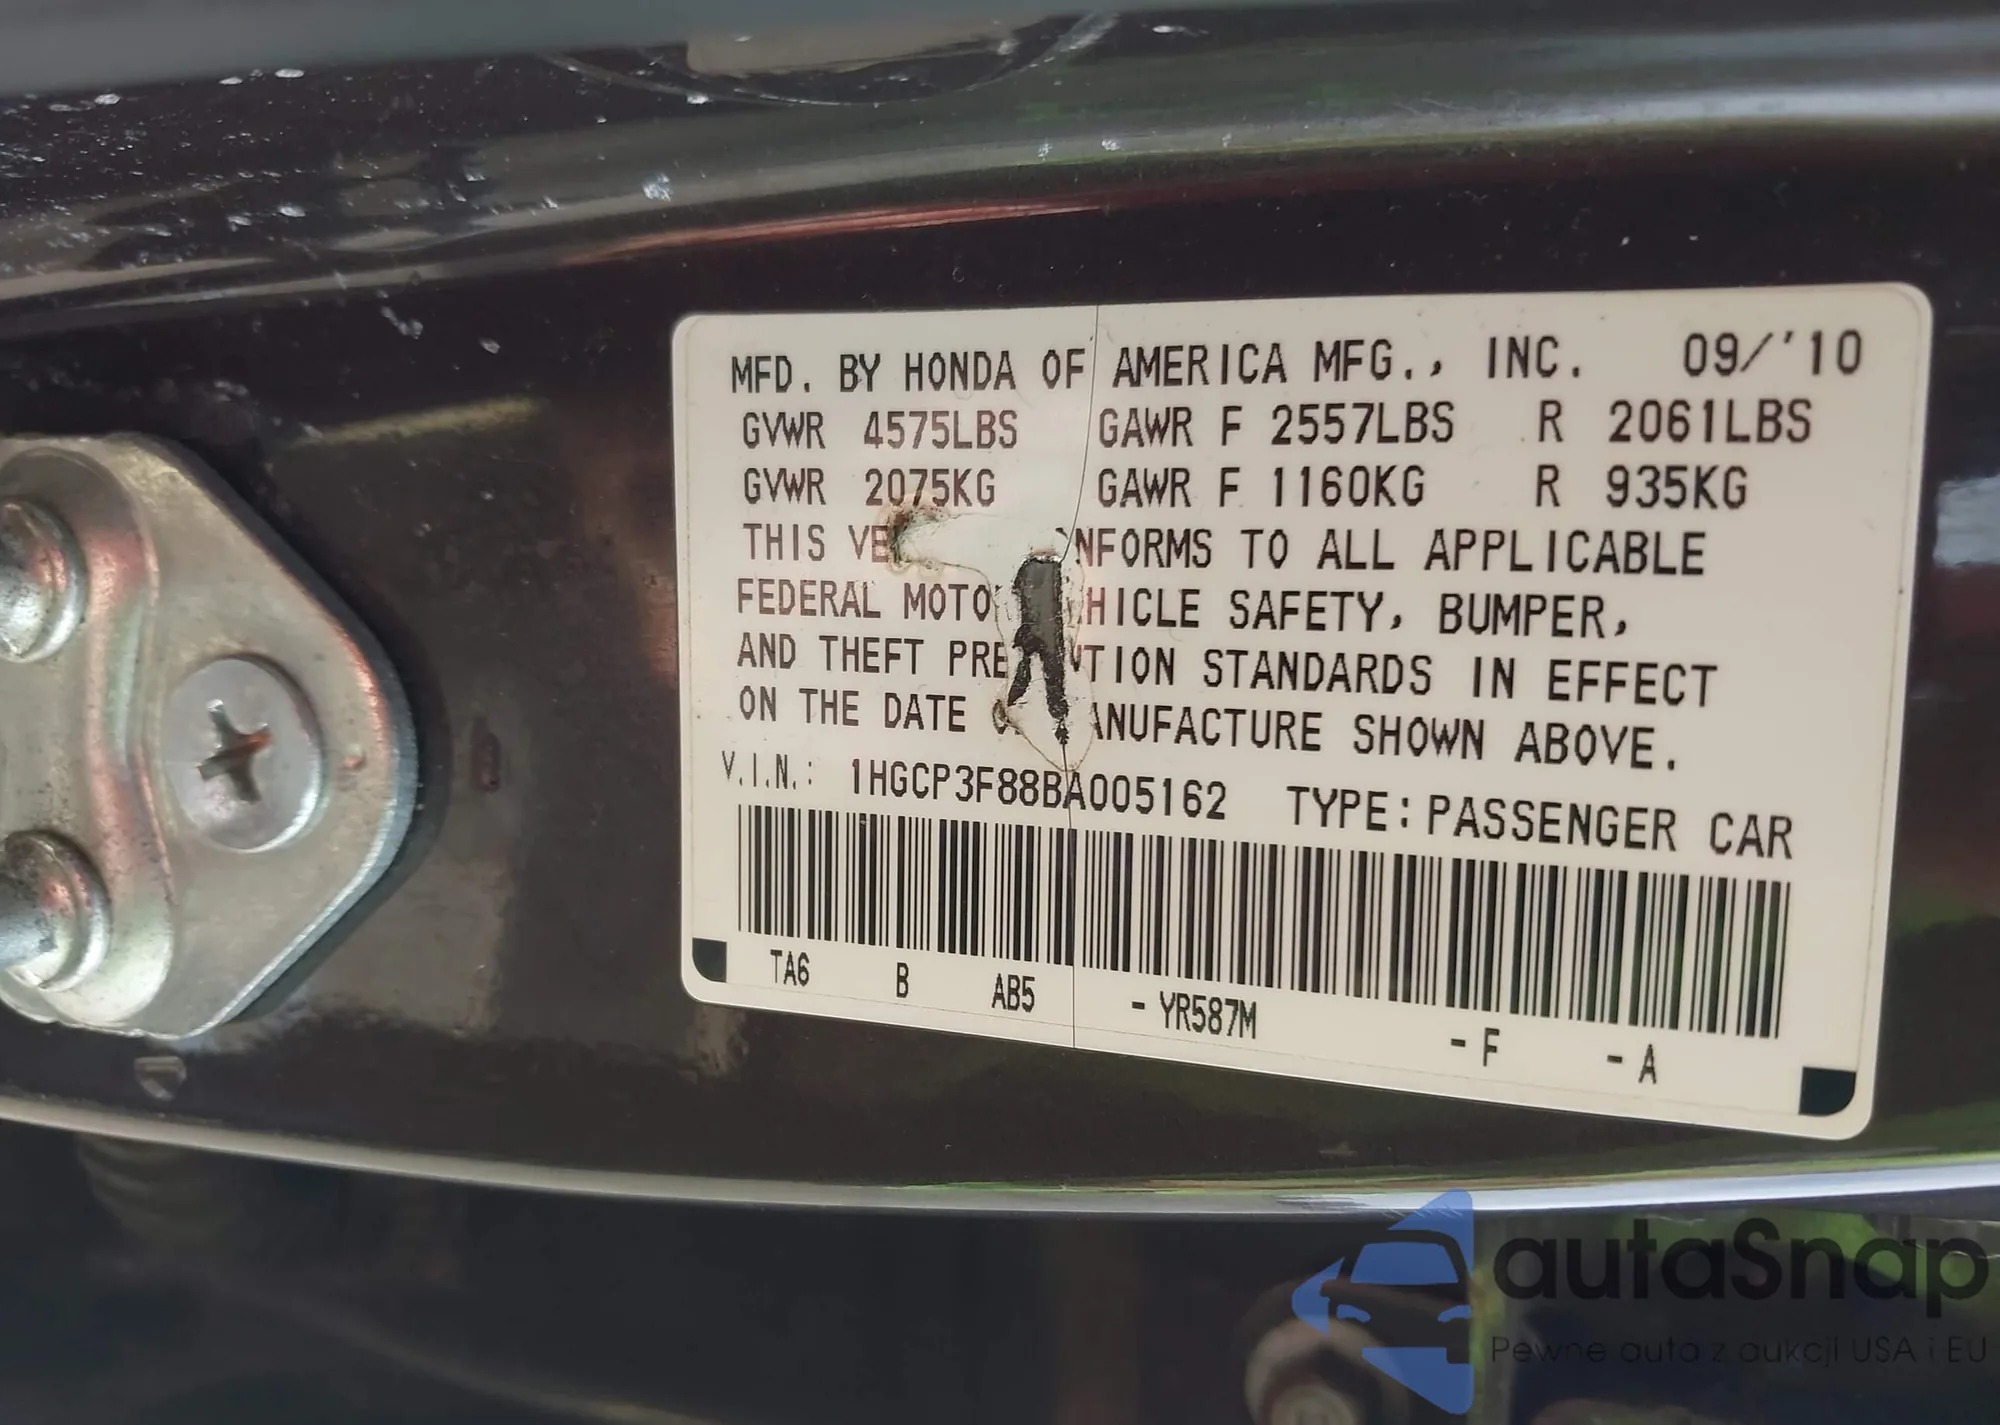 MFD. BY HONDA OF AMERICA MFG., INC. 09/'10
GVWR 4575LBS GAWR F 2557LBS R 2061LBS
GVWR 2075KG GAWR F 1160KG R 935KG
THIS VE NFORMS TO ALL APPLICABLE
FEDERAL MOTO HICLE SAFETY, BUMPER,
AND THEFT PRE TION STANDARDS IN EFFECT
ON THE DATE ANUFACTURE SHOWN ABOVE.
V.I.N.: 1HGCP3F88BA005162 TYPE: PASSENGER CAR
TA6 B AB5 - YR587M - F - A
autaSnap
Pewne auta z aukcji USA i EU